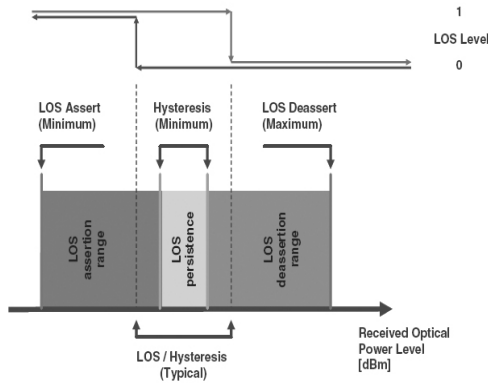 1
LOS Level
0
LOS Assert
(Minimum)
Hysteresis
(Minimum)
LOS Deassert
(Maximum)
LOS
assertion
range
LOS
persistence
LOS
deassertion
range
LOS / Hysteresis
(Typical)
Received Optical
Power Level
[dBm]